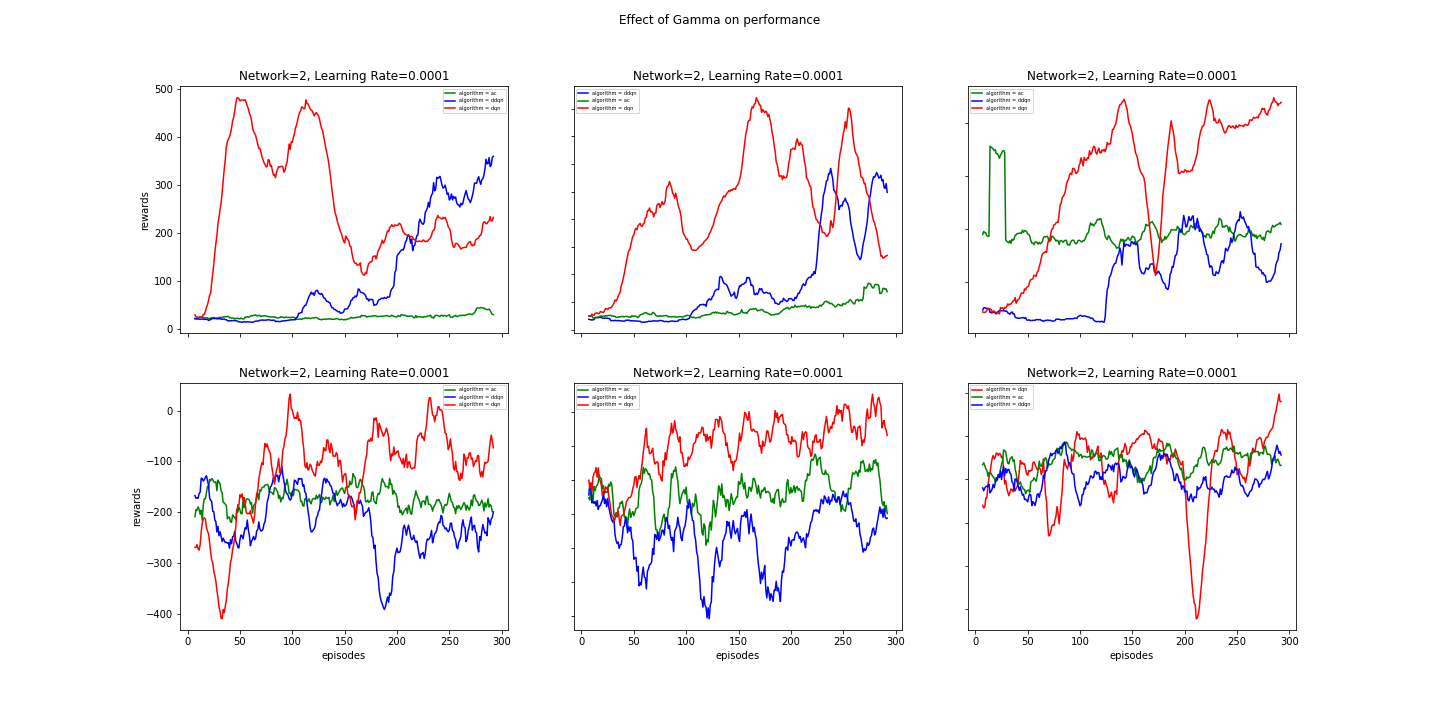 Effect of Gamma on performance
Network=2, Learning Rate=0.0001
Network=2, Learning Rate=0.0001
Network=2, Learning Rate=0.0001
500
400
300
200
100
0
rewards
algorithm = ac
algorithm = ddqn
algorithm = dqn
algorithm = ddqn
algorithm = ac
algorithm = dqn
algorithm = ac
algorithm = ddqn
algorithm = dqn
Network=2, Learning Rate=0.0001
Network=2, Learning Rate=0.0001
Network=2, Learning Rate=0.0001
0
−100
−200
−300
−400
rewards
algorithm = ac
algorithm = ddqn
algorithm = dqn
algorithm = ac
algorithm = ddqn
algorithm = dqn
algorithm = dqn
algorithm = ac
algorithm = ddqn
0 50 100 150 200 250 300
0 50 100 150 200 250 300
0 50 100 150 200 250 300
episodes
episodes
episodes